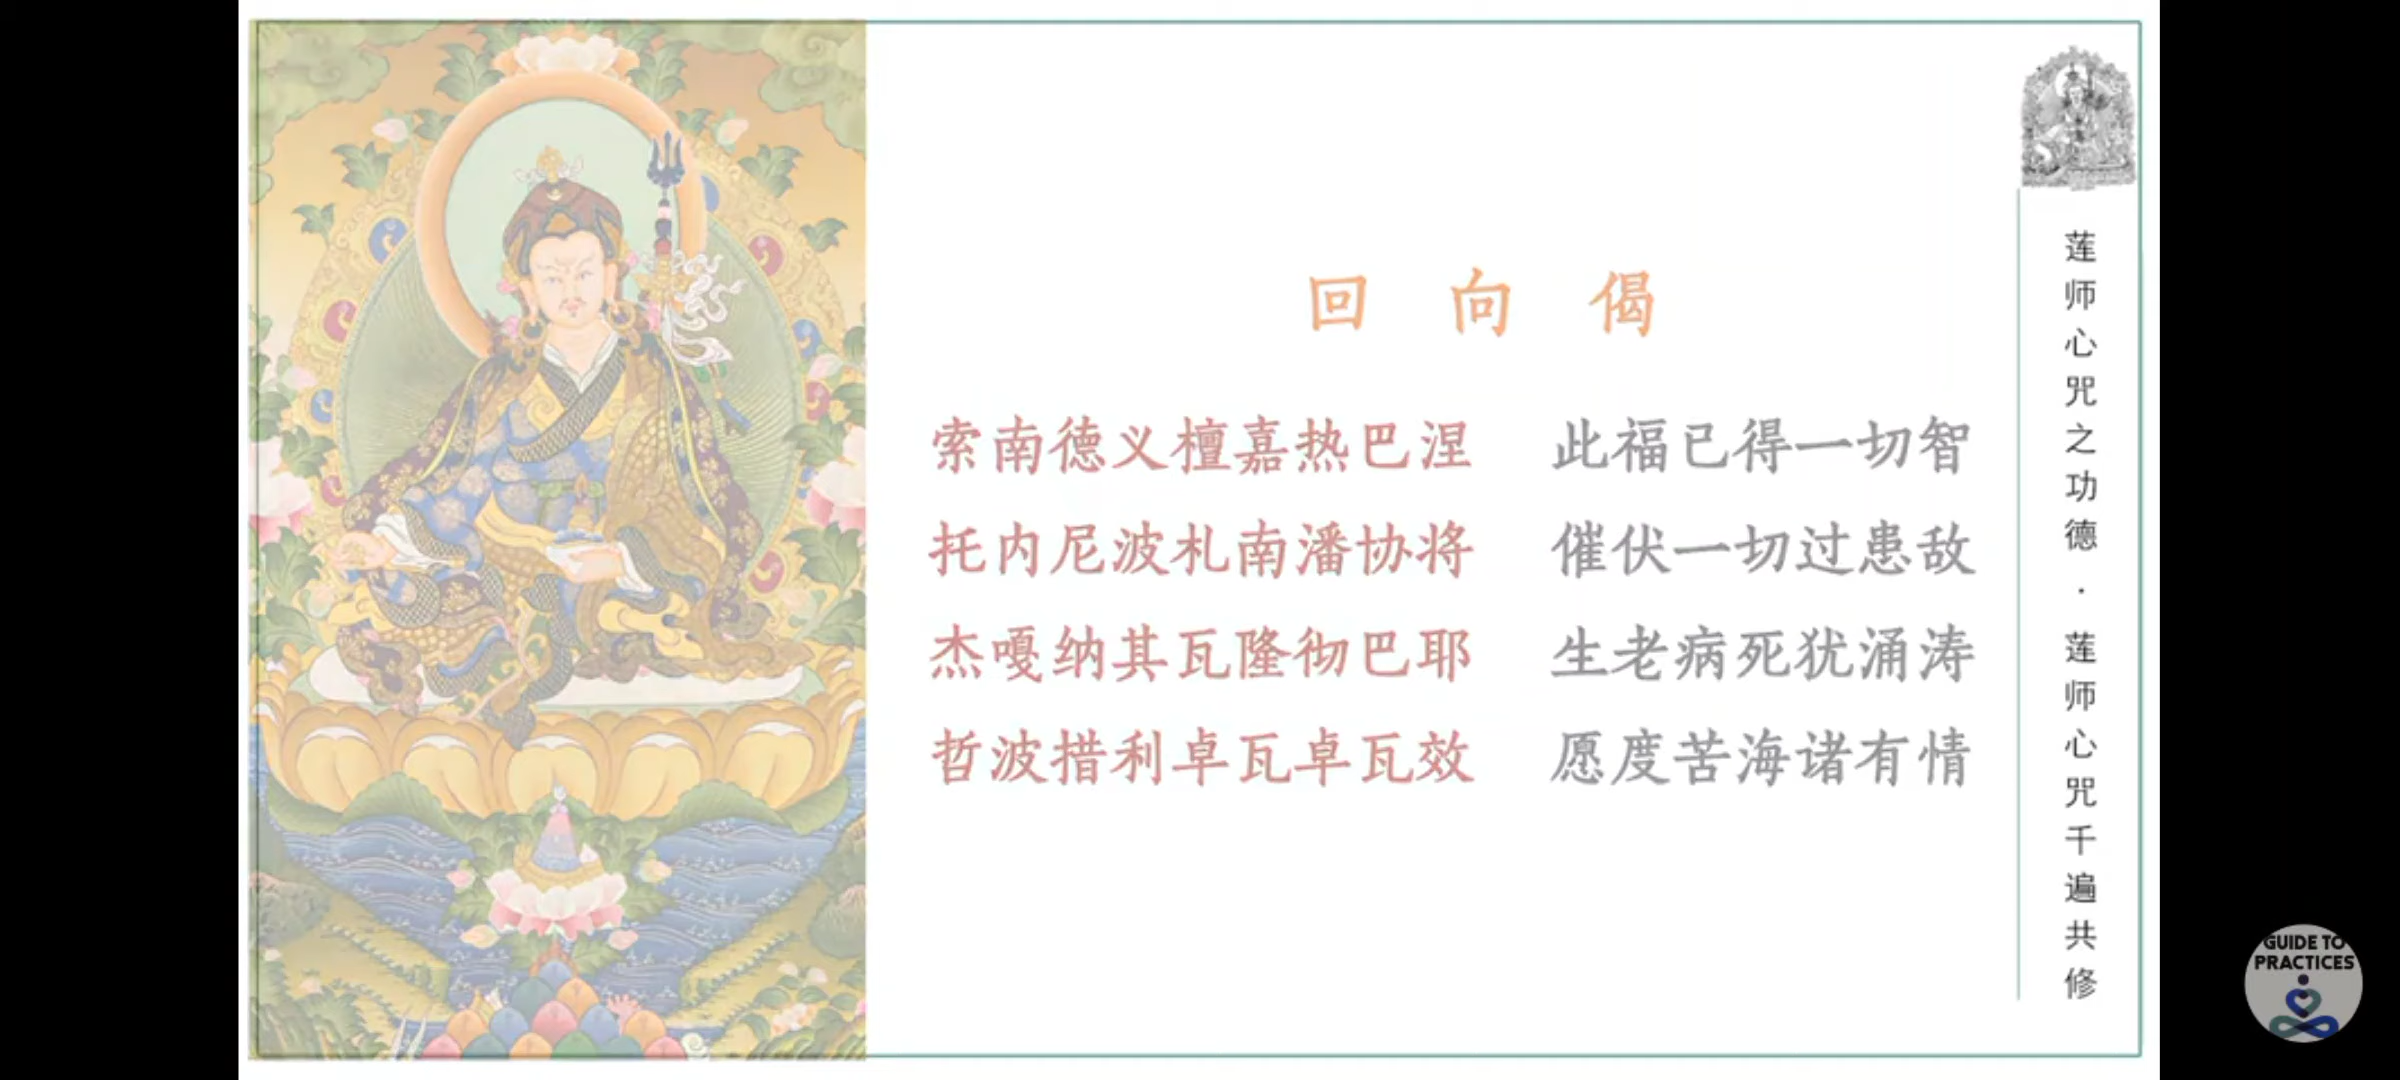 回向偈
索南德义檀嘉热巴涅 此福已得一切智
托内尼波札南潘协将 催伏一切过患敌
杰嘎纳其瓦隆彻巴耶 生老病死犹涌涛
哲波措利卓瓦卓瓦效 愿度苦海诸有情
莲师心咒之功德·莲师心咒千遍共修
GUIDE TO
PRACTICES